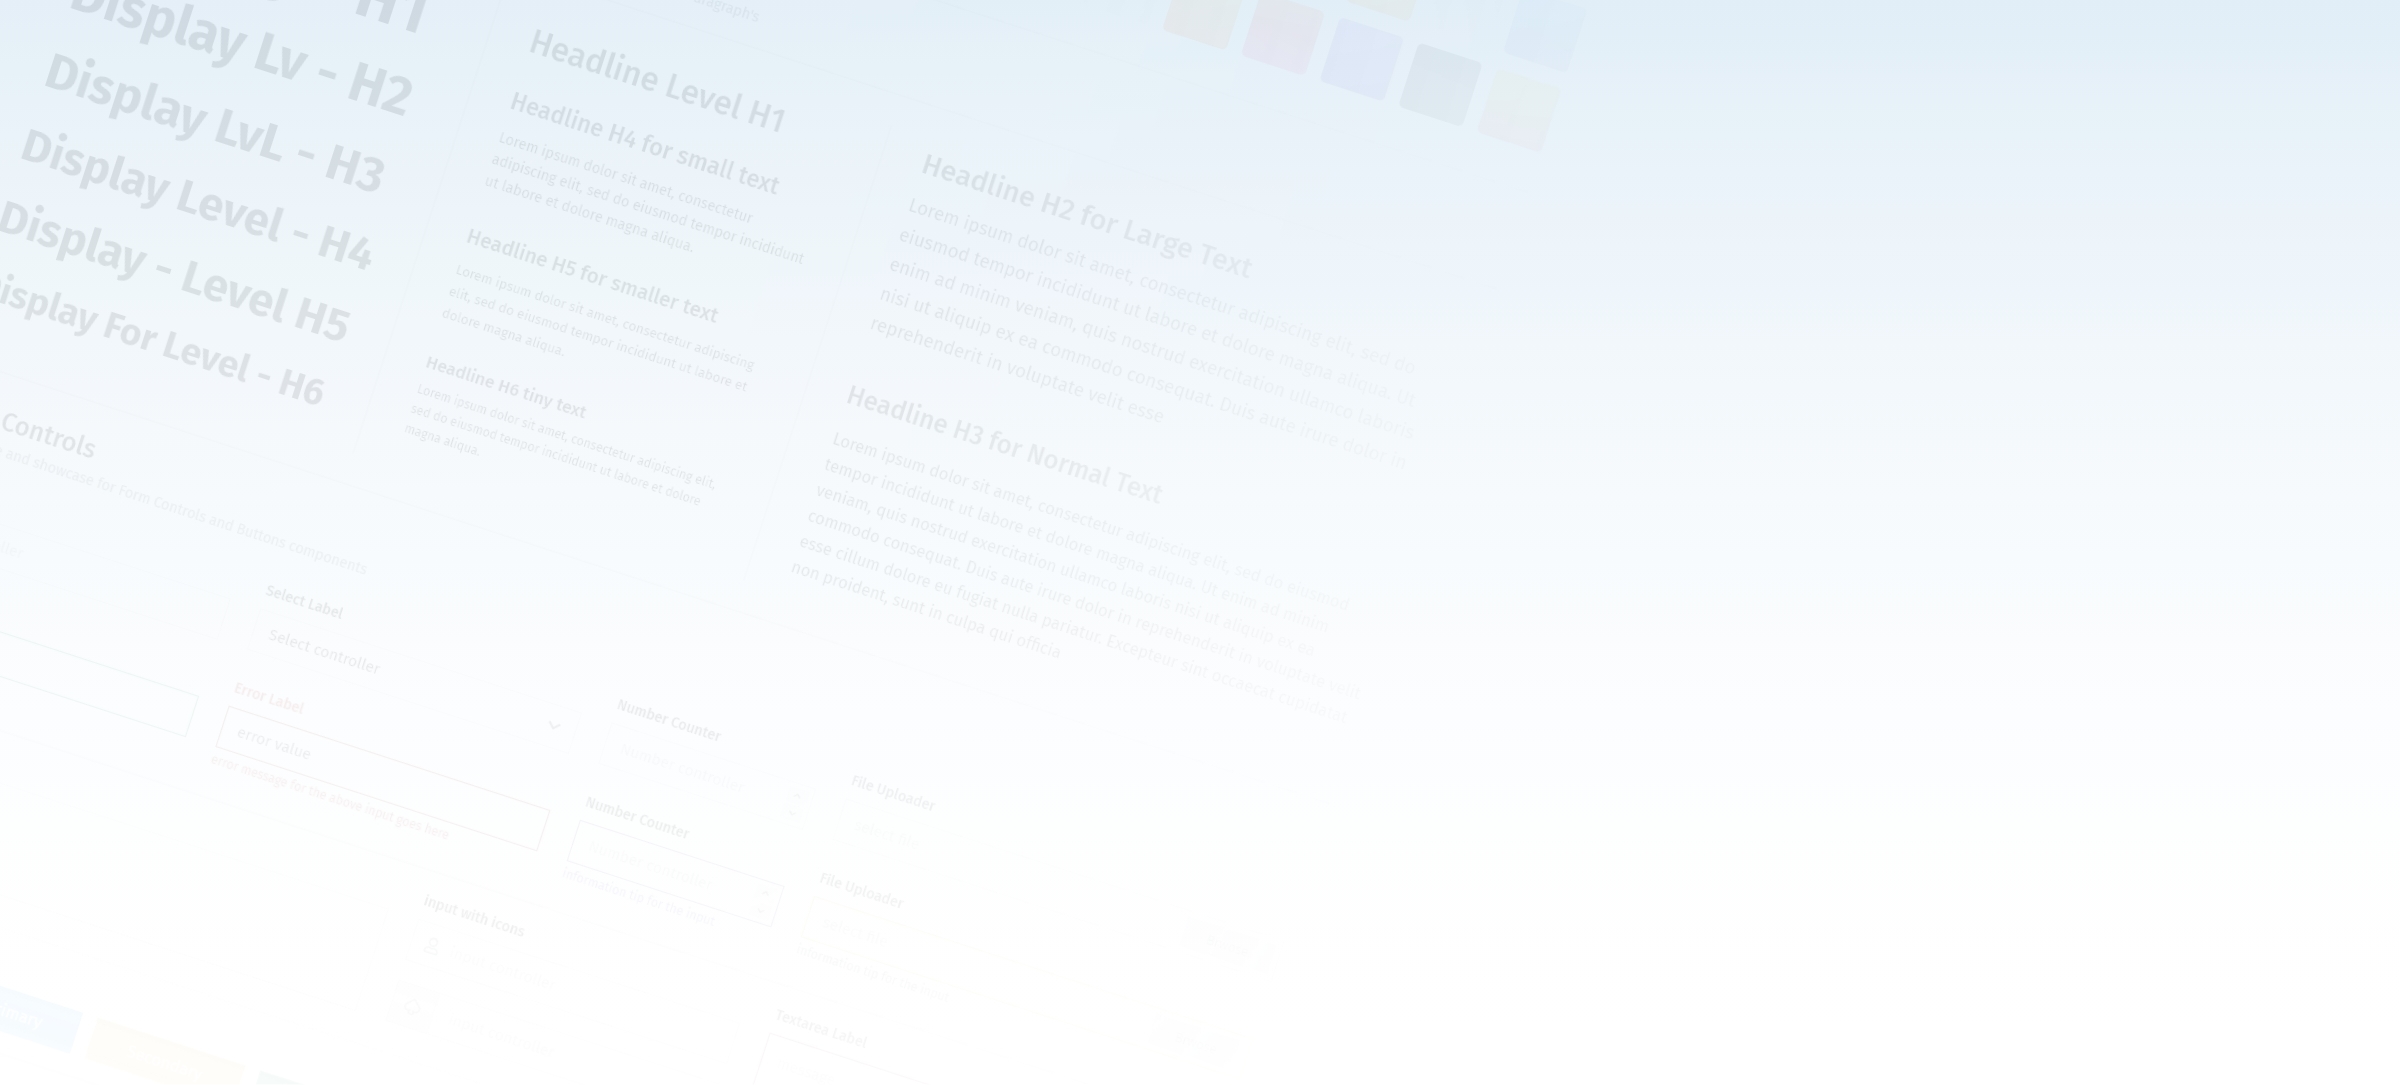 H1
Display Lv - H2
Display LvL - H3
Display Level - H4
Display - Level H5
isplay For Level - H6
Headline Level H1
Headline H4 for small text
Lorem ipsum dolor sit amet, consectetur
adipiscing elit, sed do eiusmod tempor incididunt
ut labore et dolore magna aliqua.
Headline H5 for smaller text
Lorem ipsum dolor sit amet, consectetur adipiscing
elit, sed do eiusmod tempor incididunt ut labore et
dolore magna aliqua.
Headline H6 tiny text
Lorem ipsum dolor sit amet, consectetur adipiscing elit,
sed do eiusmod tempor incididunt ut labore et dolore
magna aliqua.
Headline H2 for Large Text
Lorem ipsum dolor sit amet, consectetur adipiscing elit, sed do
eiusmod tempor incididunt ut labore et dolore magna aliqua. Ut
enim ad minim veniam, quis nostrud exercitation ullamco laboris
nisi ut aliquip ex ea commodo consequat. Duis aute irure dolor in
reprehenderit in voluptate velit esse
Headline H3 for Normal Text
Lorem ipsum dolor sit amet, consectetur adipiscing elit, sed do eiusmod
tempor incididunt ut labore et dolore magna aliqua. Ut enim ad minim
veniam, quis nostrud exercitation ullamco laboris nisi ut aliquip ex ea
commodo consequat. Duis aute irure dolor in reprehenderit in voluptate velit
esse cillum dolore eu fugiat nulla pariatur. Excepteur sint occaecat cupidatat
non proident, sunt in culpa qui officia
Controls
and showcase for Form Controls and Buttons components
Select Label
Select controller
Error Label
error value
error message for the above input goes here
Number Counter
Number controller
File Uploader
Number Counter
Number controller
information tip for the input
File Uploader
Input with Icons
Textarea Label